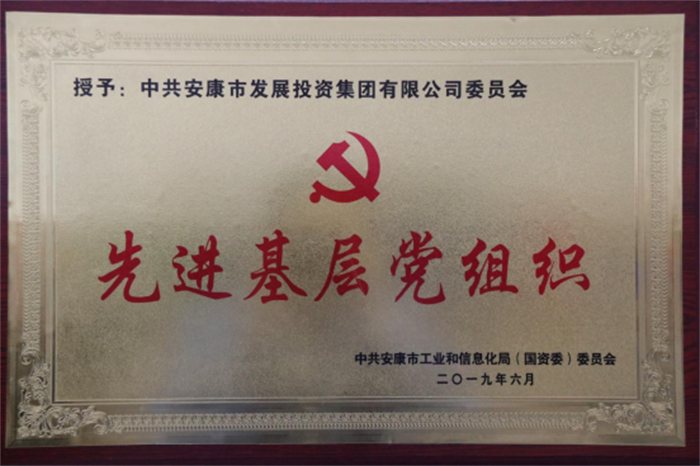 授予：中共安康市发展投资集团有限公司委员会
先进基层党组织
中共安康市工业和信息化局（国资委）委员会
二〇一九年六月